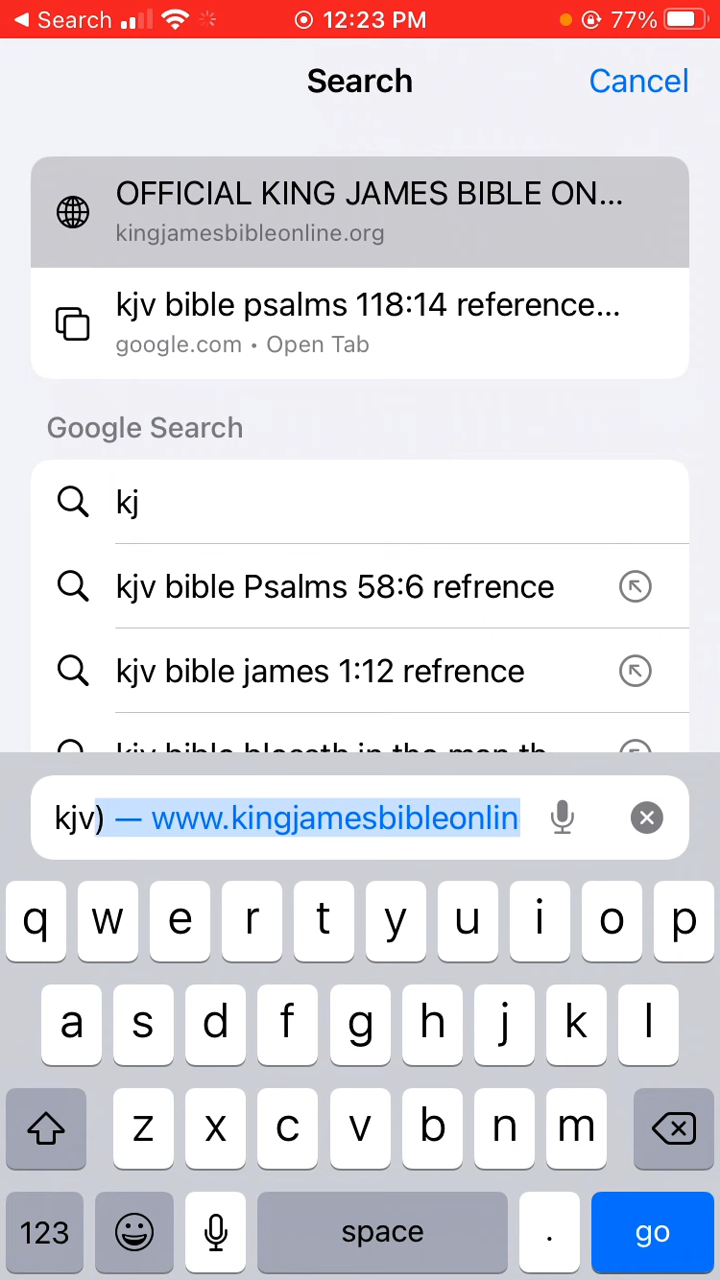 ◀ Search 12:23 PM 77%
Search Cancel
OFFICIAL KING JAMES BIBLE ON...
kingjamesbibleonline.org
kjv bible psalms 118:14 reference...
google.com • Open Tab
Google Search
kj
kjv bible Psalms 58:6 refrence
kjv bible james 1:12 refrence
kjv bible
kjv) — www.kingjamesbibleonlin
q w e r t y u i o p
a s d f g h j k l
z x c v b n m
123 space . go